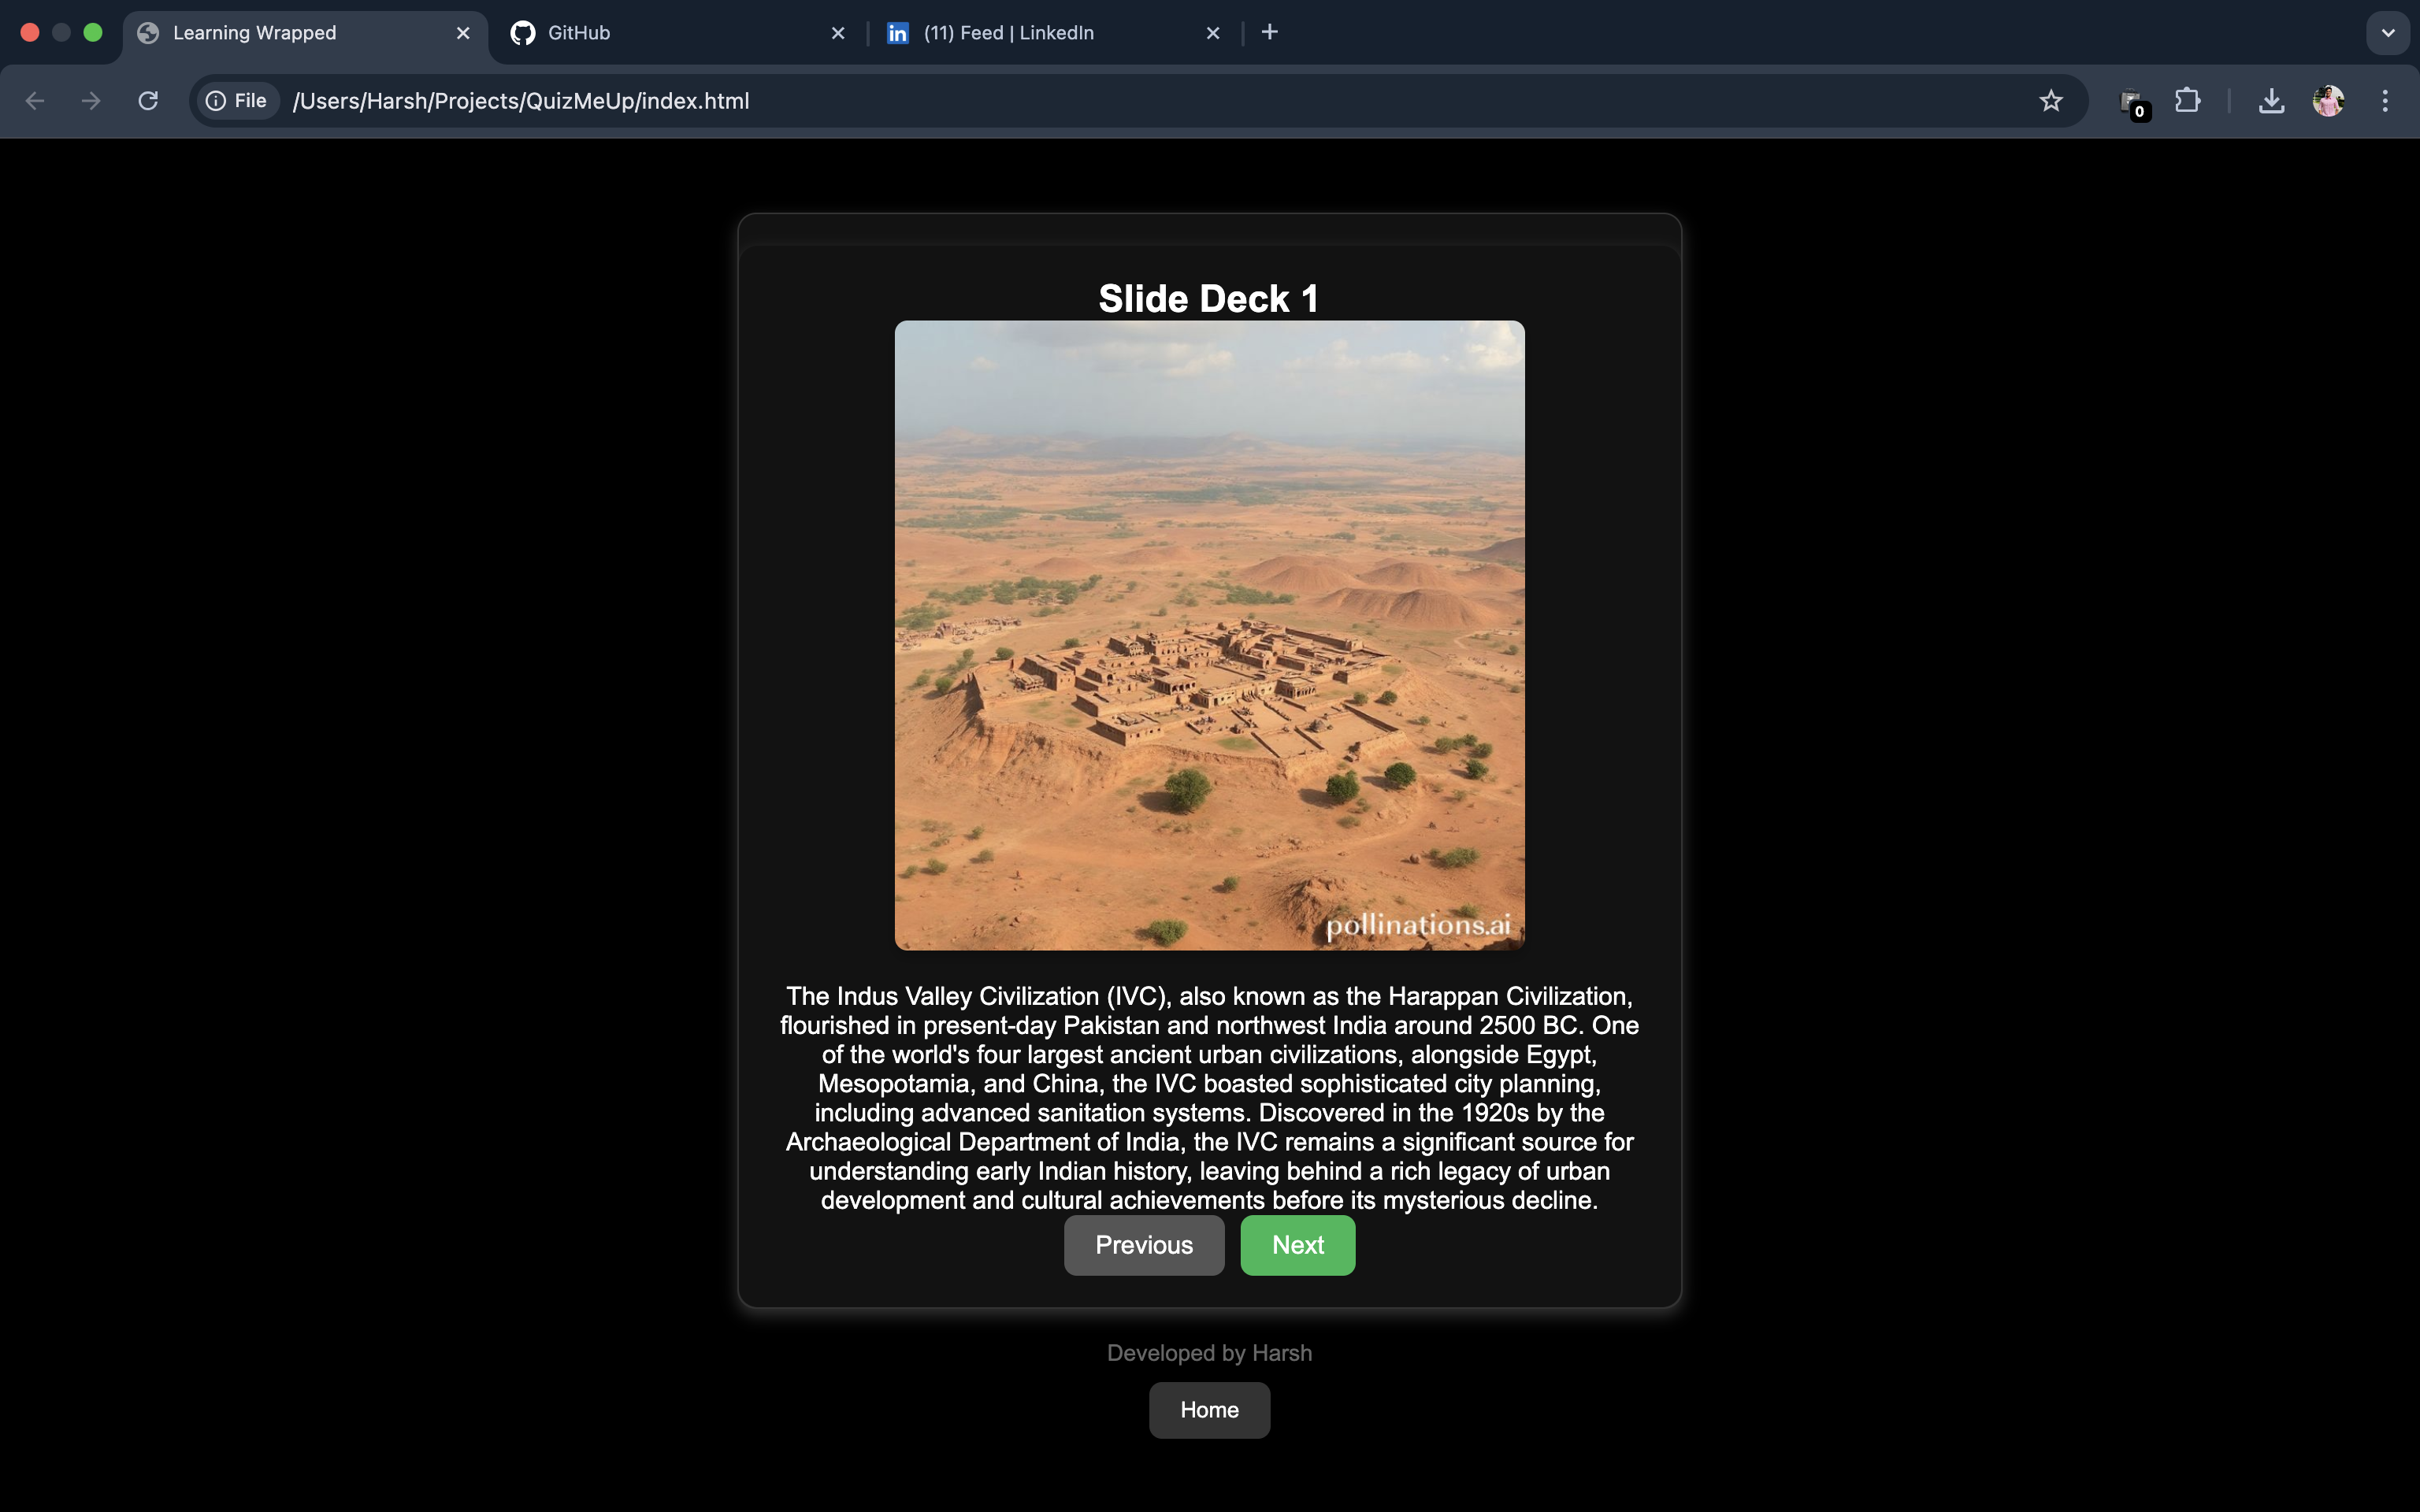 Learning Wrapped
GitHub
(11) Feed | LinkedIn
File
/Users/Harsh/Projects/QuizMeUp/index.html
0
Slide Deck 1
pollinations.ai
The Indus Valley Civilization (IVC), also known as the Harappan Civilization,
flourished in present-day Pakistan and northwest India around 2500 BC. One
of the world's four largest ancient urban civilizations, alongside Egypt,
Mesopotamia, and China, the IVC boasted sophisticated city planning,
including advanced sanitation systems. Discovered in the 1920s by the
Archaeological Department of India, the IVC remains a significant source for
understanding early Indian history, leaving behind a rich legacy of urban
development and cultural achievements before its mysterious decline.
Previous
Next
Developed by Harsh
Home